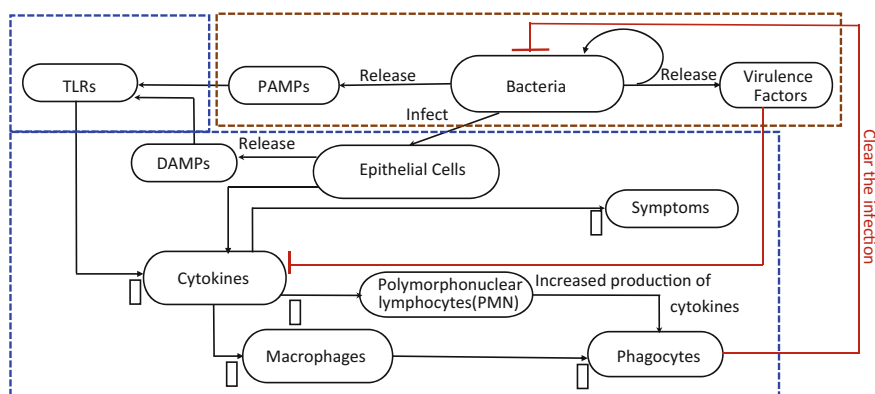 TLRs
PAMPs
Release
Bacteria
Release
Virulence
Factors
Infect
DAMPs
Release
Epithelial Cells
Symptoms
Clear the infection
Cytokines
Polymorphonuclear
lymphocytes(PMN)
Increased production of
cytokines
Macrophages
Phagocytes